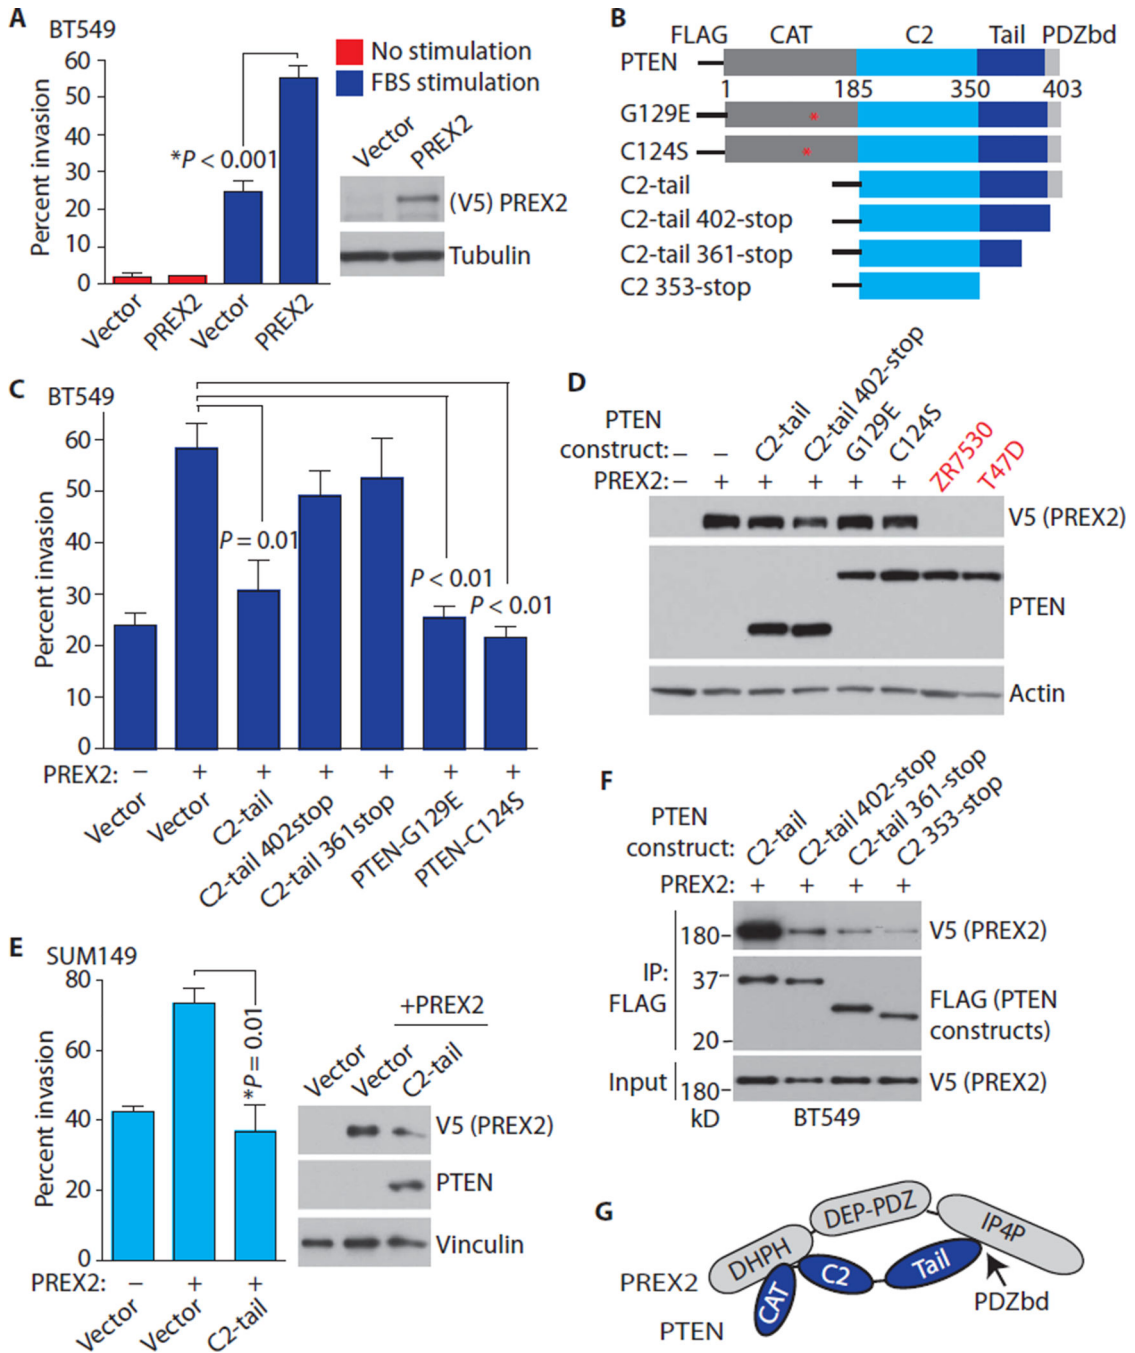 A
BT549
No stimulation
FBS stimulation
Percent invasion
60
50
40
30
20
10
0
*P < 0.001
Vector
PREX2
Vector
PREX2
Vector
PREX2
(V5) PREX2
Tubulin
B
FLAG CAT C2 Tail PDZbd
PTEN
1 185 350 403
G129E
*
C124S
*
C2-tail
C2-tail 402-stop
C2-tail 361-stop
C2 353-stop
C
BT549
Percent invasion
60
50
40
30
20
10
0
P = 0.01
P < 0.01
P < 0.01
PREX2: – + + + + + +
Vector
Vector
C2-tail
C2-tail 402stop
C2-tail 361stop
PTEN-G129E
PTEN-C124S
D
PTEN construct: – – C2-tail C2-tail 402-stop G129E C124S ZR7530 T47D
PREX2: – + + + + +
V5 (PREX2)
PTEN
Actin
E
SUM149
Percent invasion
80
60
40
20
0
*P = 0.01
PREX2: – + +
Vector
Vector
C2-tail
+PREX2
Vector
Vector
C2-tail
V5 (PREX2)
PTEN
Vinculin
F
PTEN construct: C2-tail C2-tail 402-stop C2-tail 361-stop C2 353-stop
PREX2: + + + +
IP: FLAG
180
V5 (PREX2)
37
20
FLAG (PTEN constructs)
Input
180
V5 (PREX2)
kD
BT549
G
DHPH
DEP-PDZ
IP4P
PREX2
CAT
C2
Tail
PDZbd
PTEN